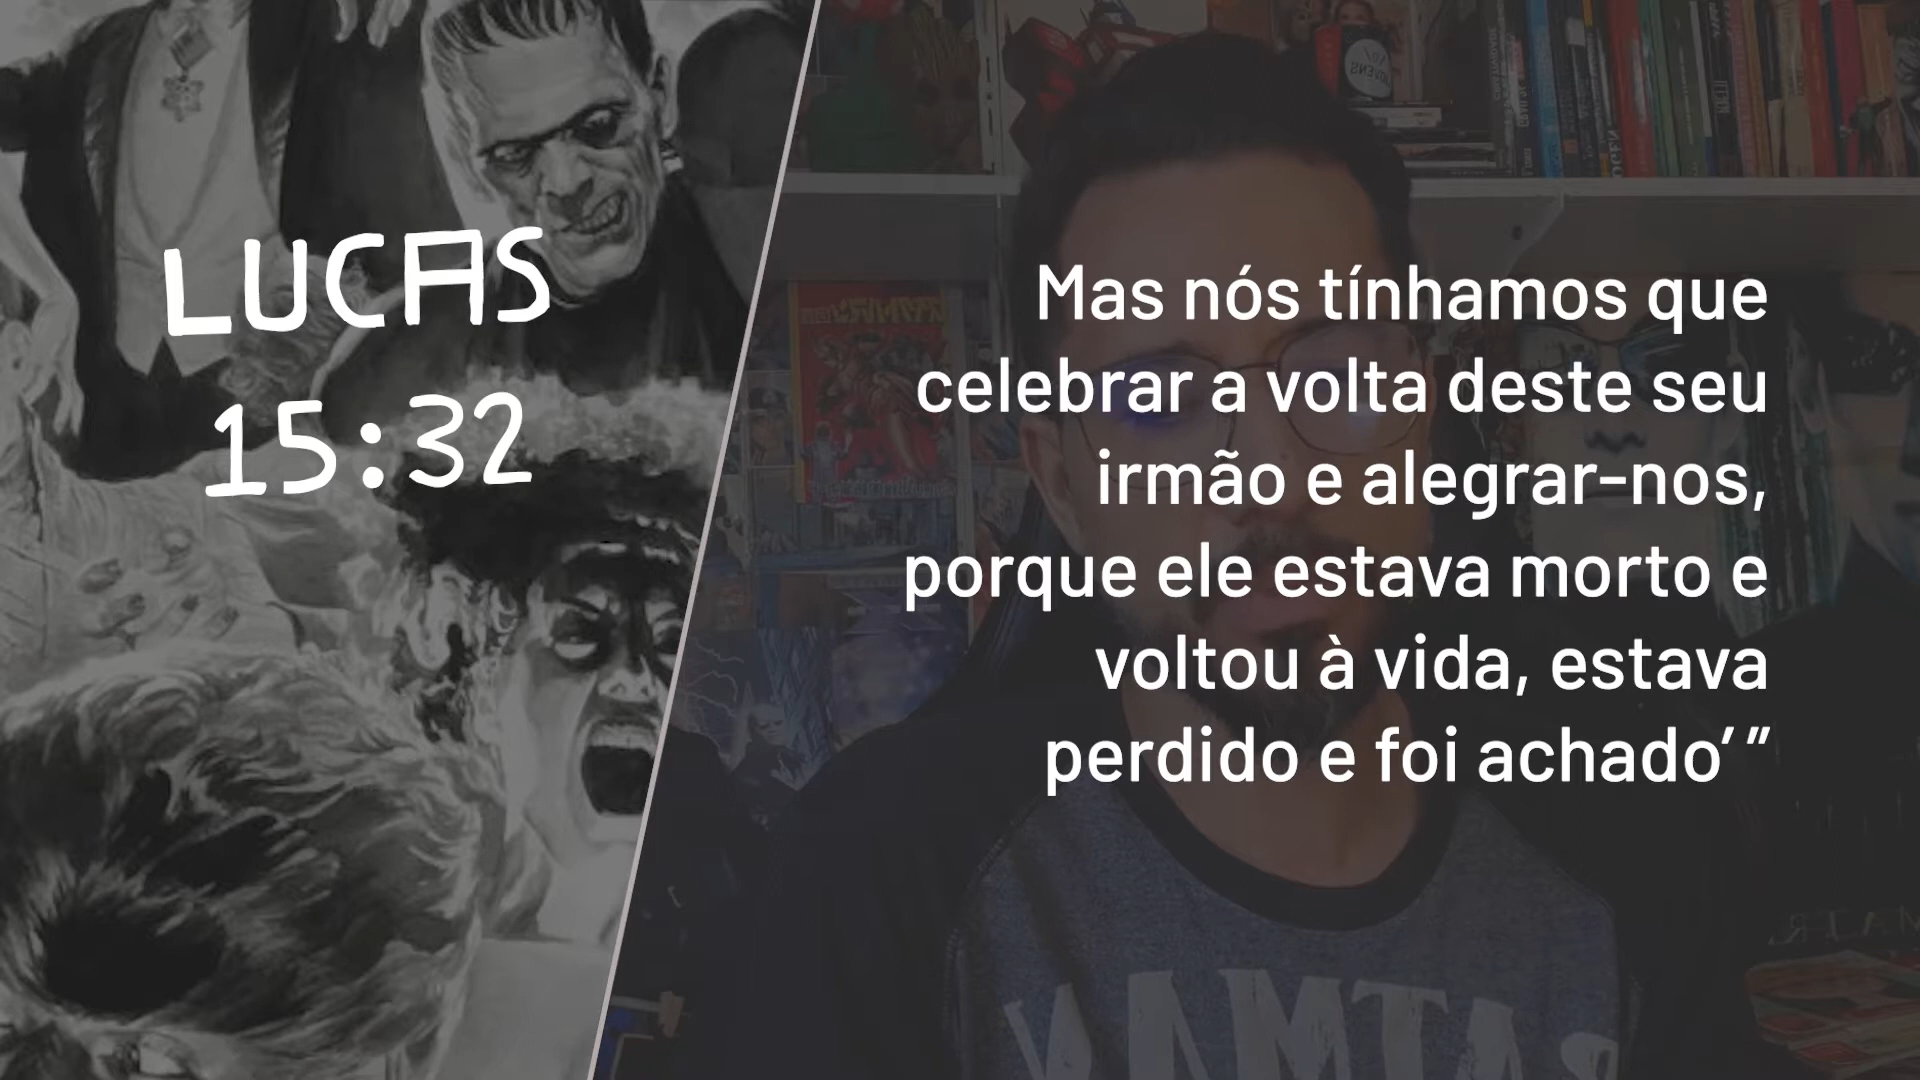 LUCAS
15:32
Mas nós tínhamos que
celebrar a volta deste seu
irmão e alegrar-nos,
porque ele estava morto e
voltou à vida, estava
perdido e foi achado’ ”